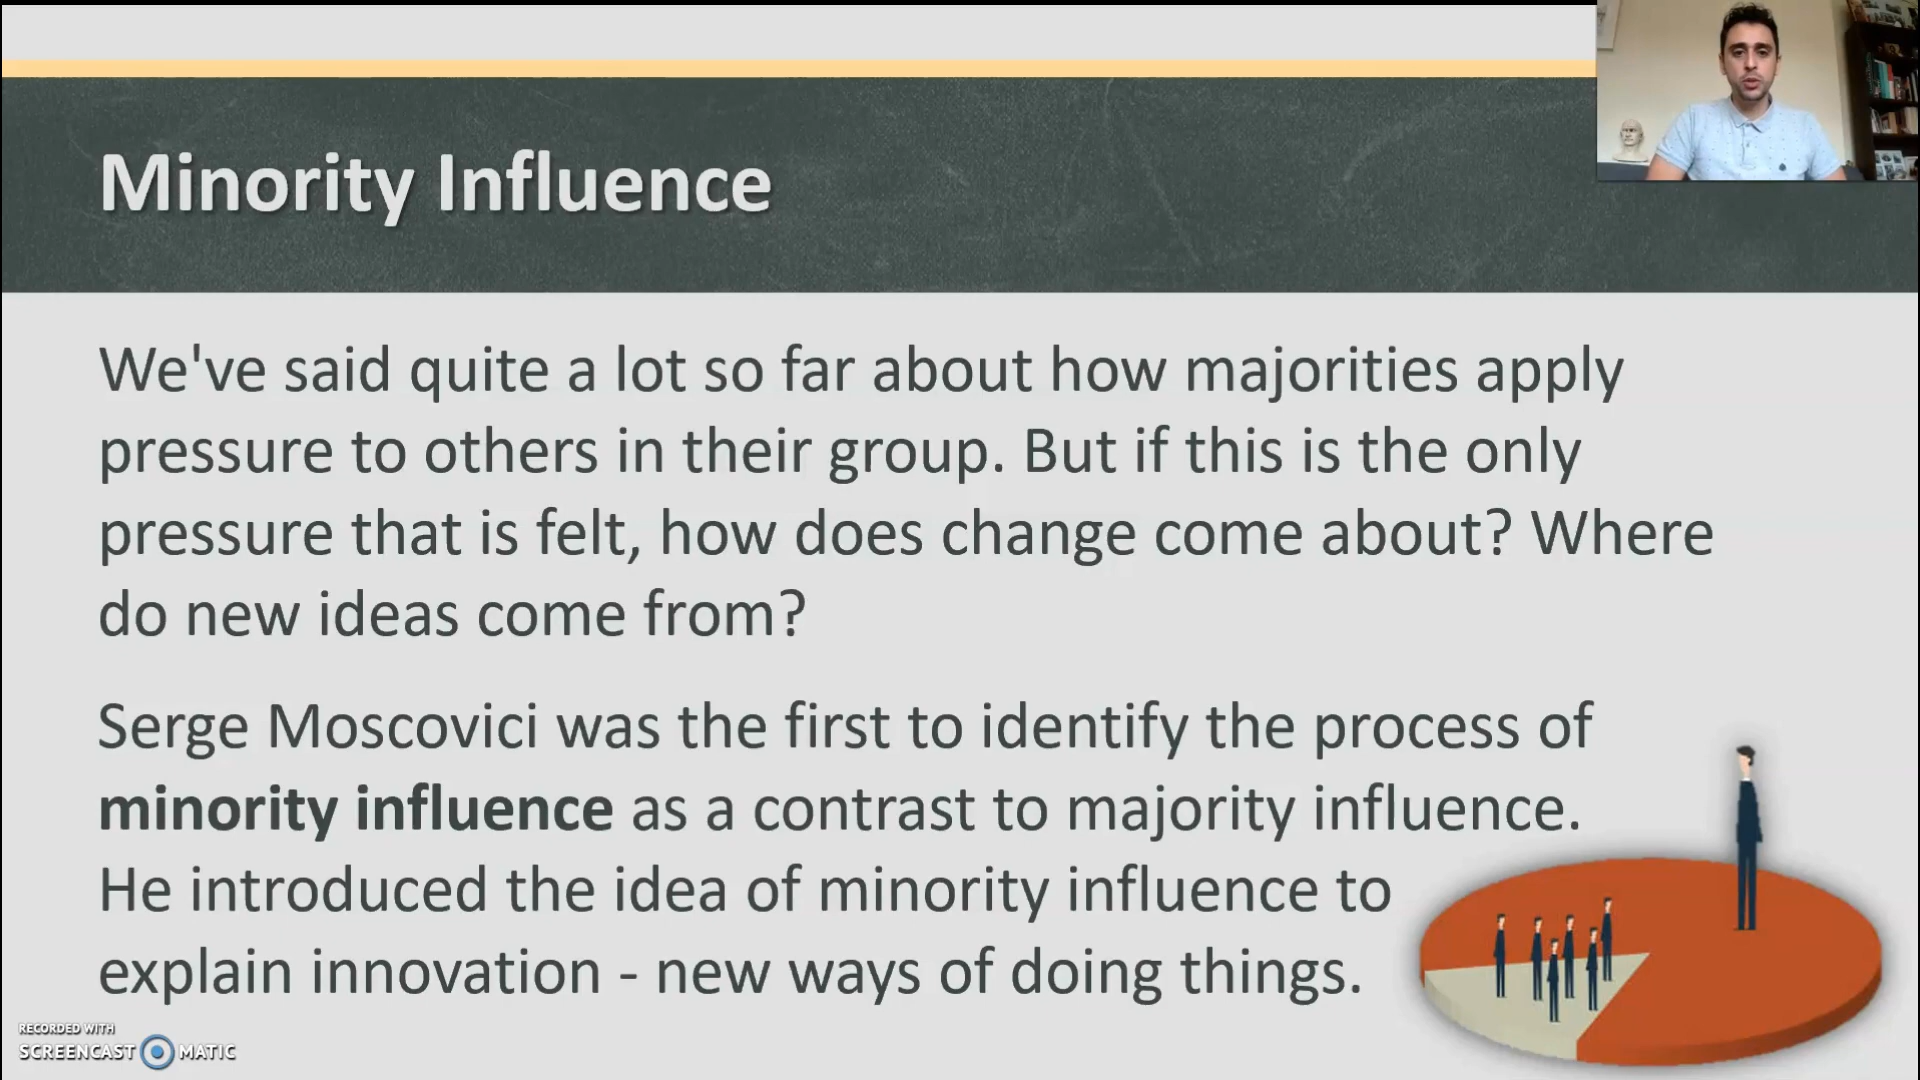 Minority Influence
We've said quite a lot so far about how majorities apply
pressure to others in their group. But if this is the only
pressure that is felt, how does change come about? Where
do new ideas come from?
Serge Moscovici was the first to identify the process of
minority influence as a contrast to majority influence.
He introduced the idea of minority influence to
explain innovation - new ways of doing things.
RECORDED WITH
SCREENCAST MATIC